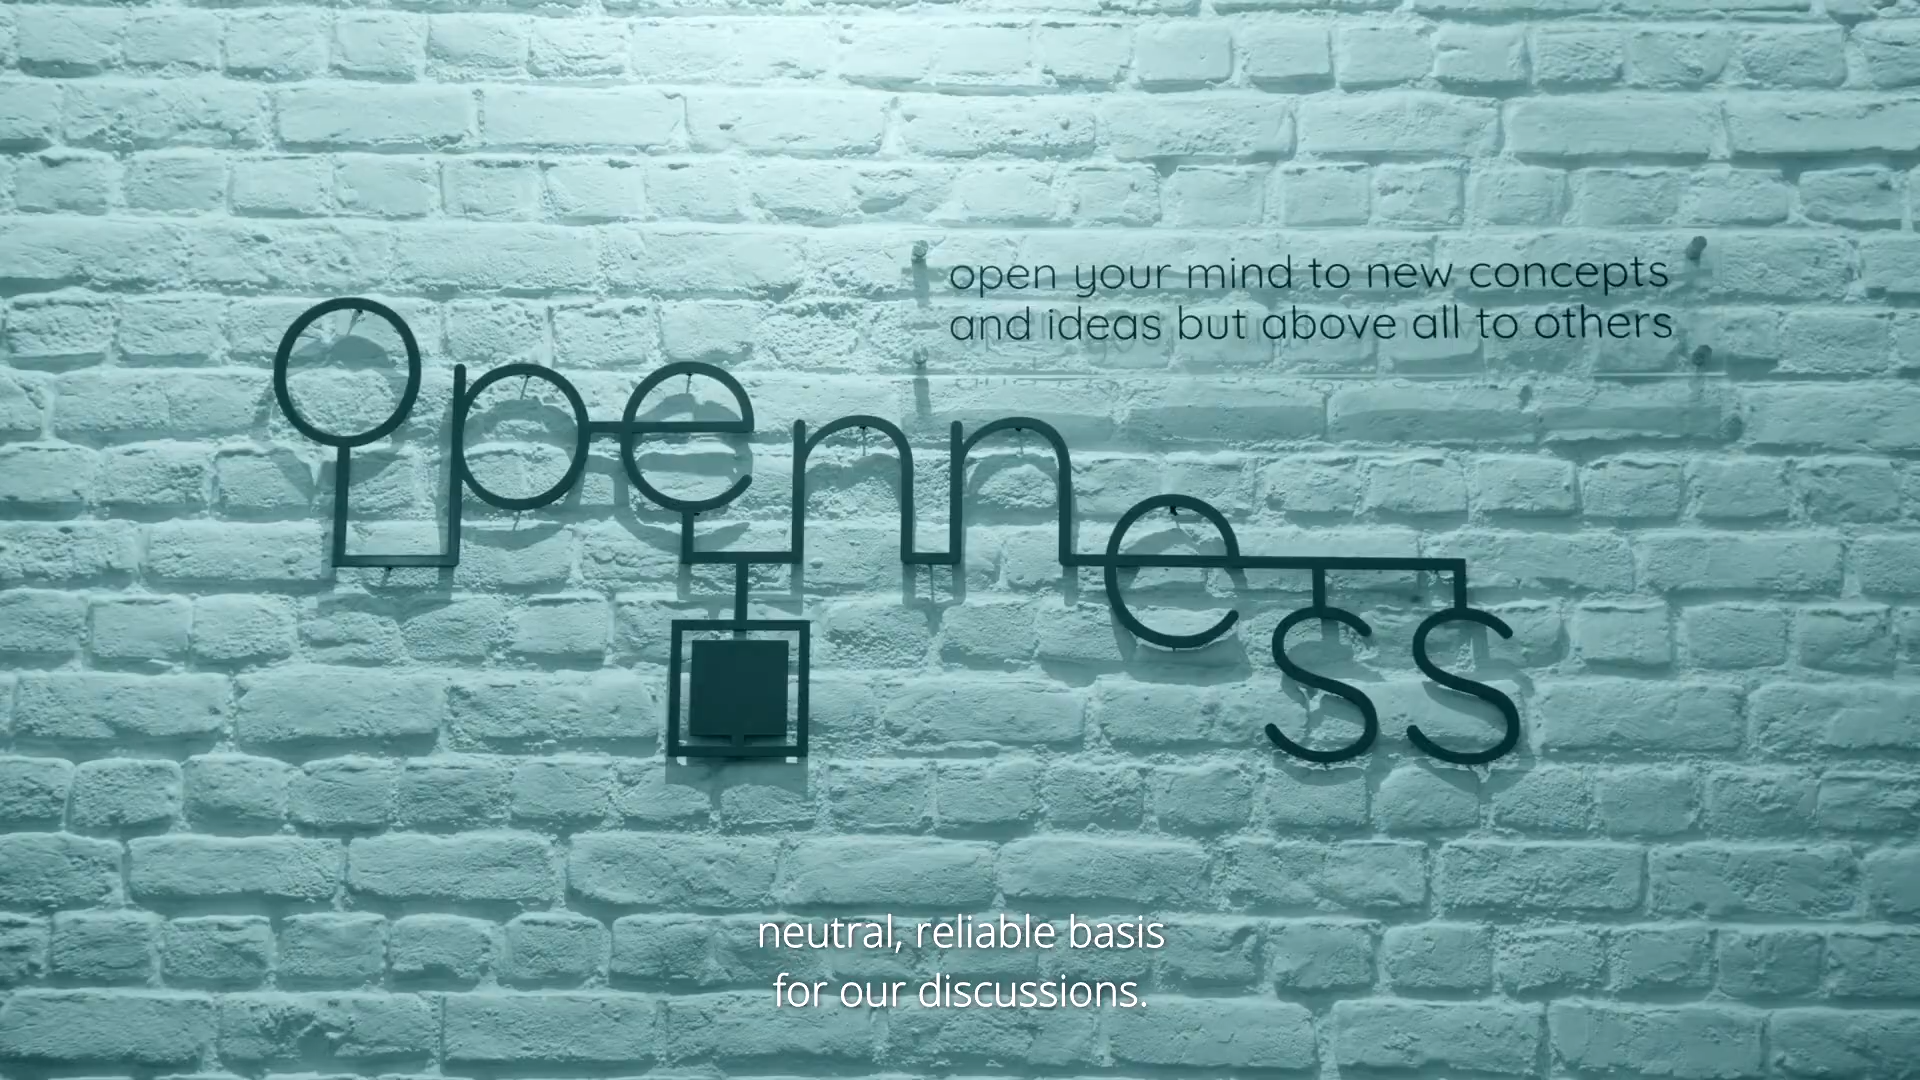 open your mind to new concepts
and ideas but above all to others
openness
neutral, reliable basis
for our discussions.